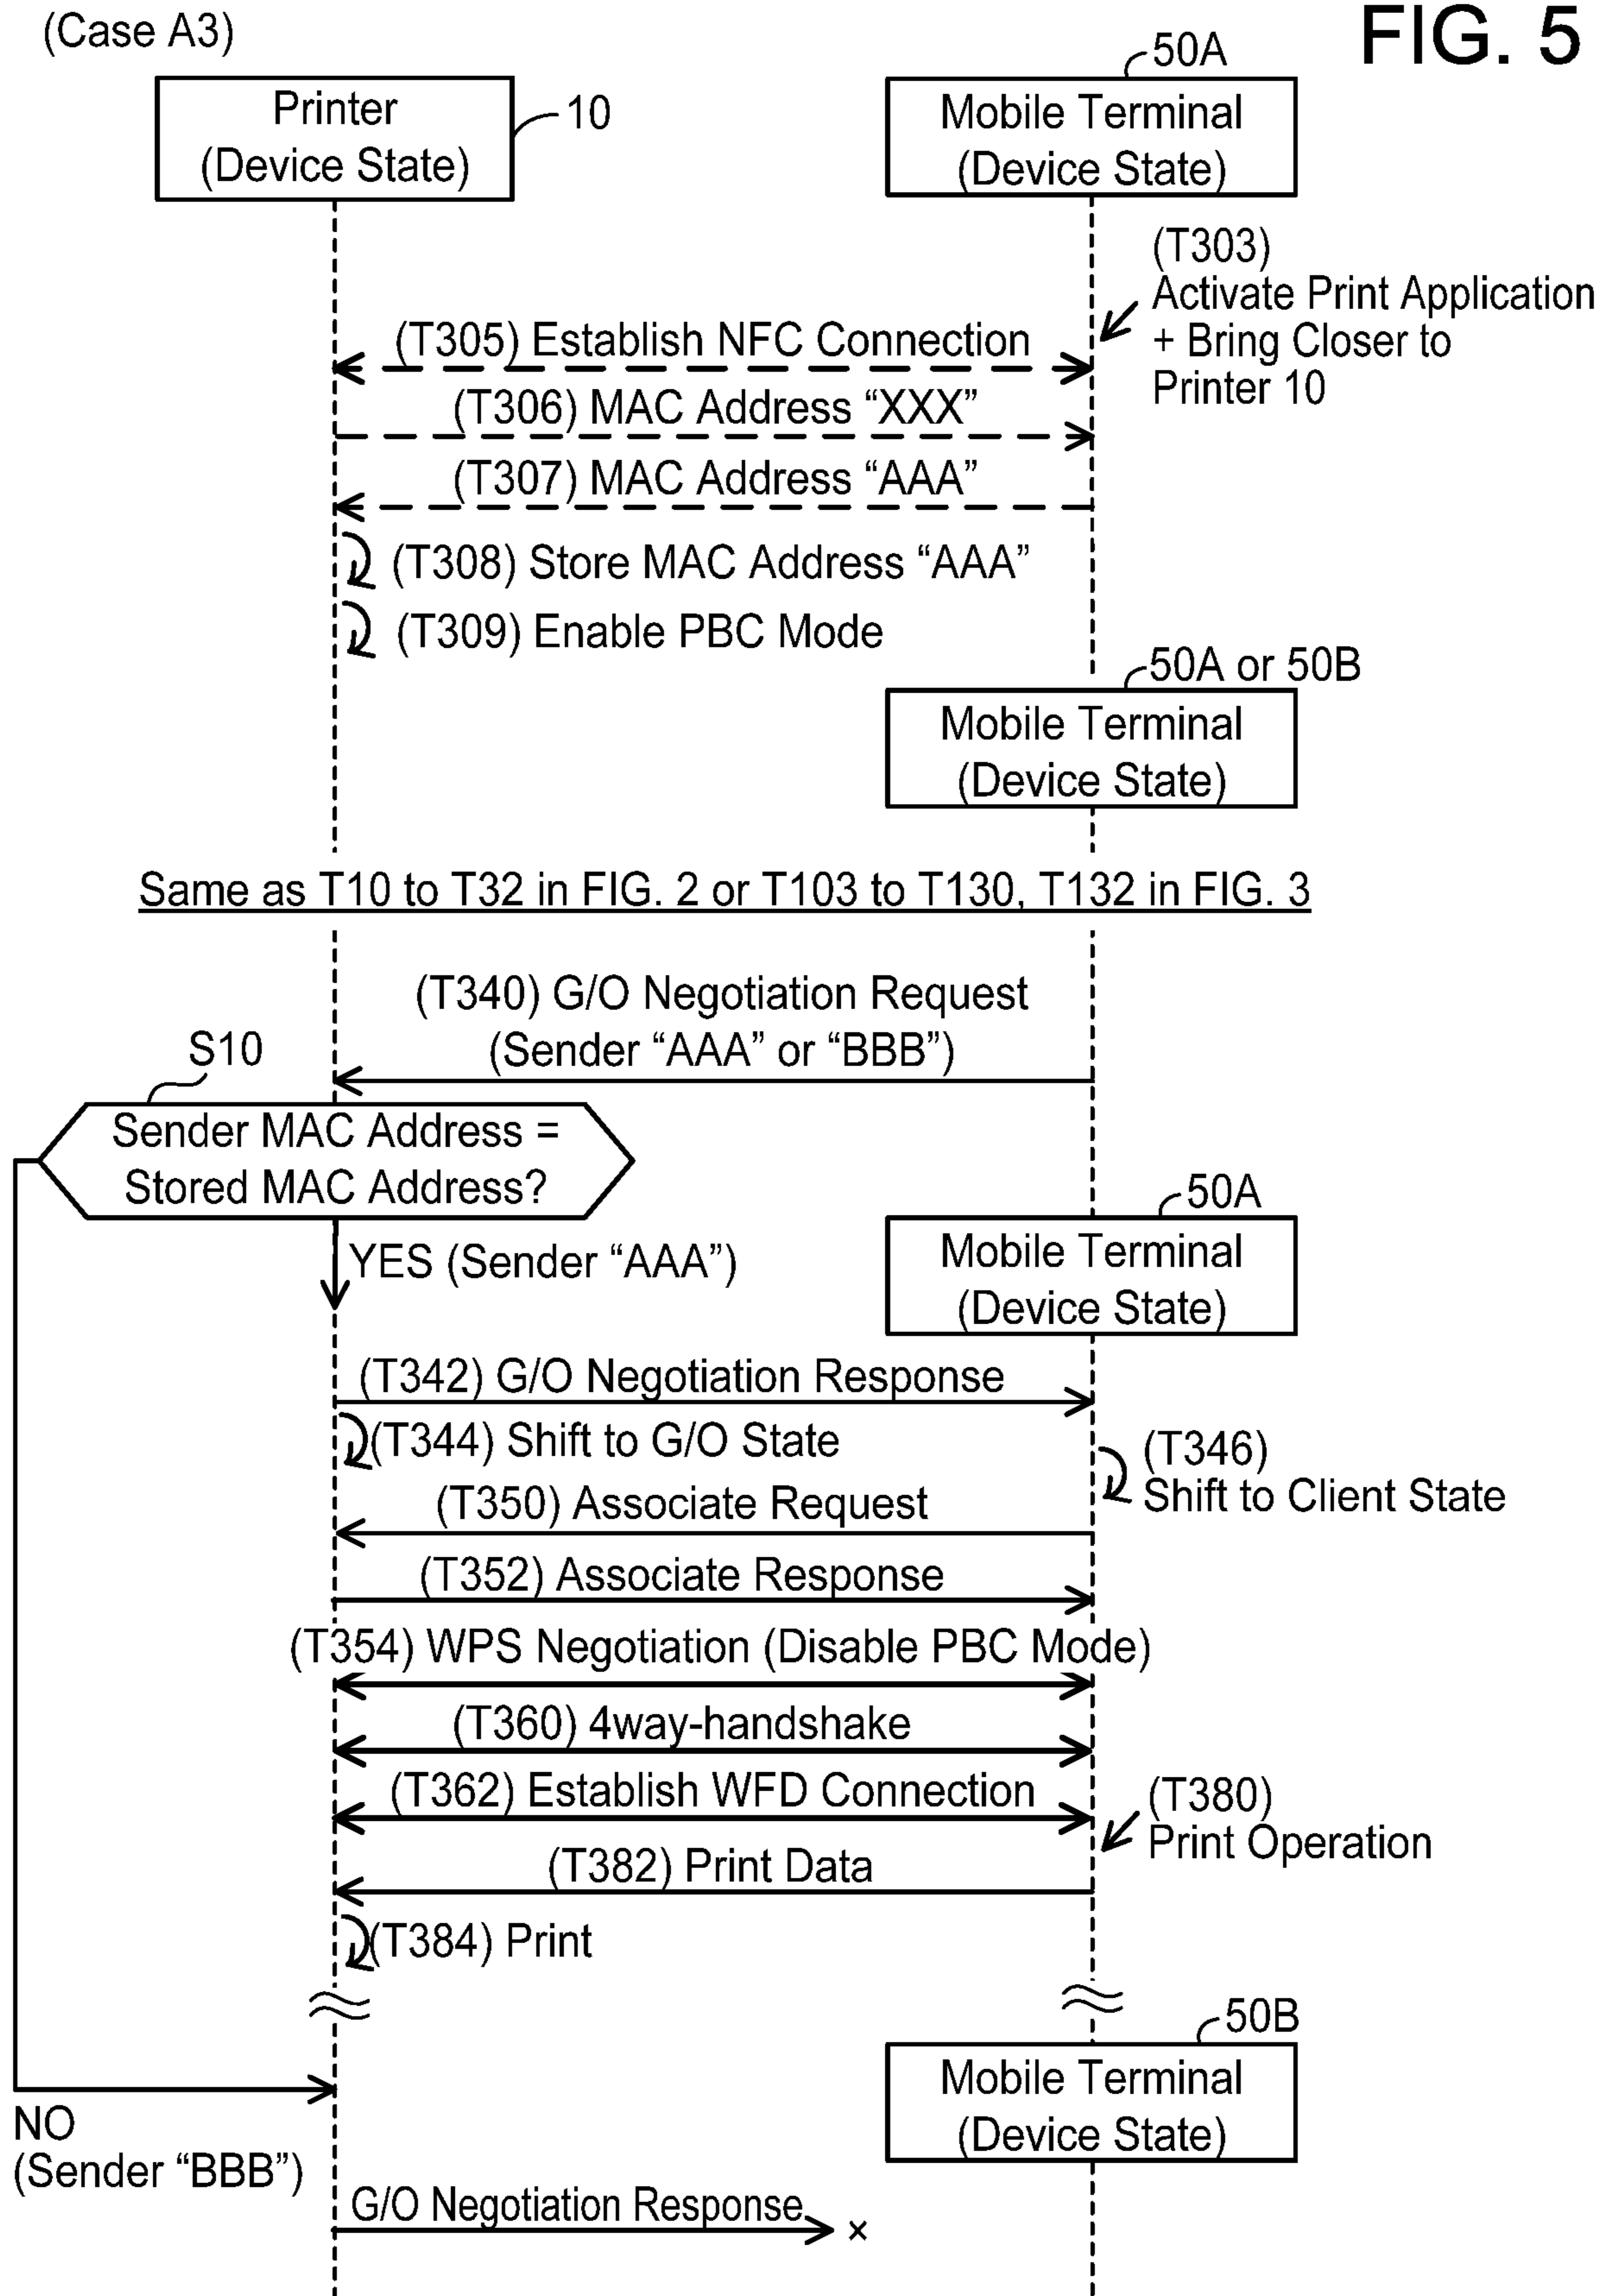 (Case A3)
FIG. 5
50A
Printer
(Device State)
10
Mobile Terminal
(Device State)
(T303)
Activate Print Application
+ Bring Closer to
Printer 10
(T305) Establish NFC Connection
(T306) MAC Address “XXX”
(T307) MAC Address “AAA”
(T308) Store MAC Address “AAA”
(T309) Enable PBC Mode
50A or 50B
Mobile Terminal
(Device State)
Same as T10 to T32 in FIG. 2 or T103 to T130, T132 in FIG. 3
(T340) G/O Negotiation Request
(Sender “AAA” or “BBB”)
S10
Sender MAC Address =
Stored MAC Address?
YES (Sender “AAA”)
50A
Mobile Terminal
(Device State)
(T342) G/O Negotiation Response
(T344) Shift to G/O State
(T346)
Shift to Client State
(T350) Associate Request
(T352) Associate Response
(T354) WPS Negotiation (Disable PBC Mode)
(T360) 4way-handshake
(T362) Establish WFD Connection
(T380)
Print Operation
(T382) Print Data
(T384) Print
50B
Mobile Terminal
(Device State)
NO
(Sender “BBB”)
G/O Negotiation Response
×